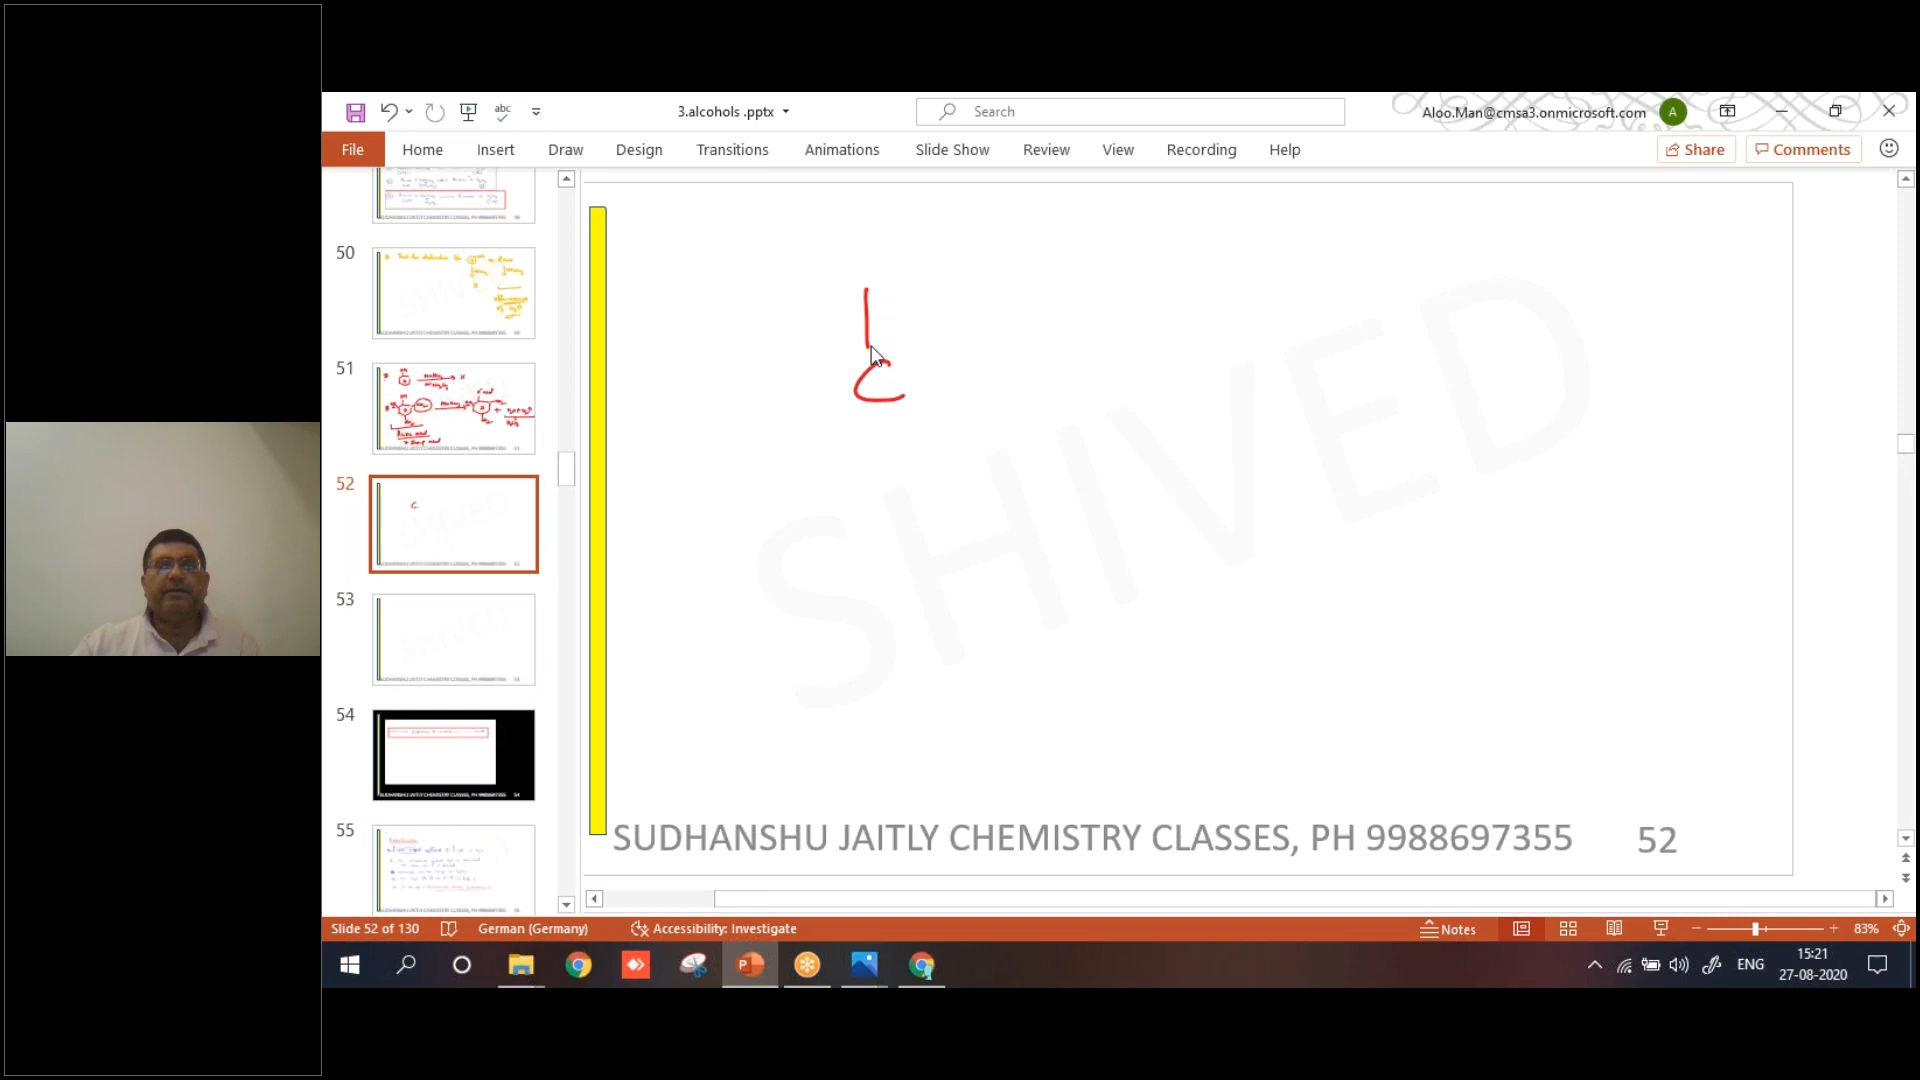 abc
3.alcohols .pptx
Search
Aloo.Man@cmsa3.onmicrosoft.com
A
File Home Insert Draw Design Transitions Animations Slide Show Review View Recording Help Share Comments
50
51
52
53
54
55
C
SHIVED
SUDHANSHU JAITLY CHEMISTRY CLASSES, PH 9988697355 52
Slide 52 of 130 German (Germany) Accessibility: Investigate Notes 83%
ENG
15:21
27-08-2020